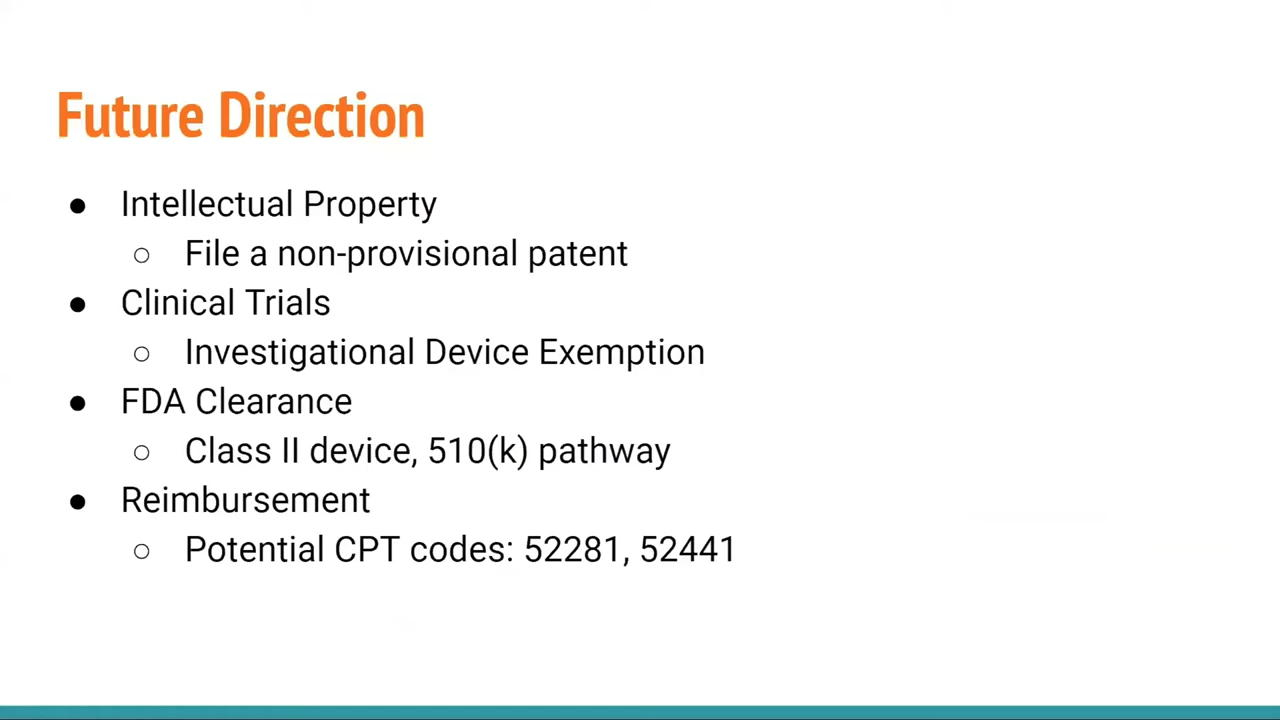 Future Direction
● Intellectual Property
○ File a non-provisional patent
● Clinical Trials
○ Investigational Device Exemption
● FDA Clearance
○ Class II device, 510(k) pathway
● Reimbursement
○ Potential CPT codes: 52281, 52441